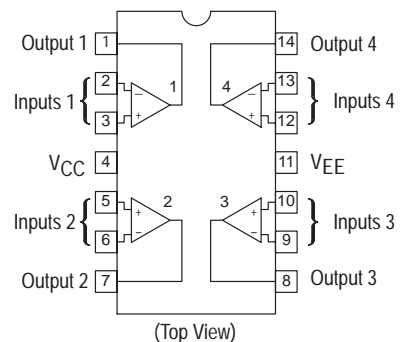 Output 1 1 14 Output 4
Inputs 1 { 2 − 1 4 − 13 } Inputs 4
3 + + 12
VCC 4 11 VEE
Inputs 2 { 5 + 2 3 + 10 } Inputs 3
6 − − 9
Output 2 7 8 Output 3
(Top View)